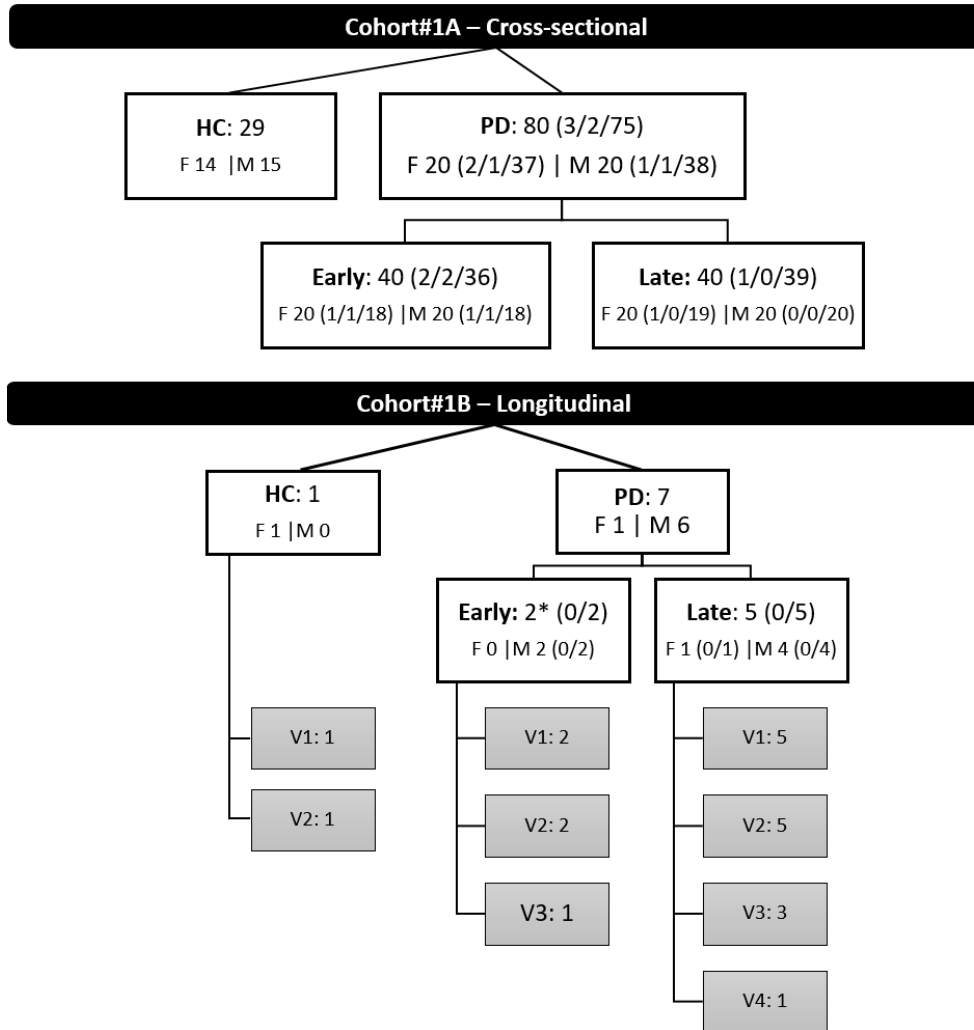 Cohort#1A – Cross-sectional
HC: 29
F 14 |M 15
PD: 80 (3/2/75)
F 20 (2/1/37) | M 20 (1/1/38)
Early: 40 (2/2/36)
F 20 (1/1/18) |M 20 (1/1/18)
Late: 40 (1/0/39)
F 20 (1/0/19) |M 20 (0/0/20)
Cohort#1B – Longitudinal
HC: 1
F 1 |M 0
PD: 7
F 1 | M 6
Early: 2* (0/2)
F 0 |M 2 (0/2)
Late: 5 (0/5)
F 1 (0/1) |M 4 (0/4)
V1: 1
V2: 1
V1: 2
V2: 2
V3: 1
V1: 5
V2: 5
V3: 3
V4: 1